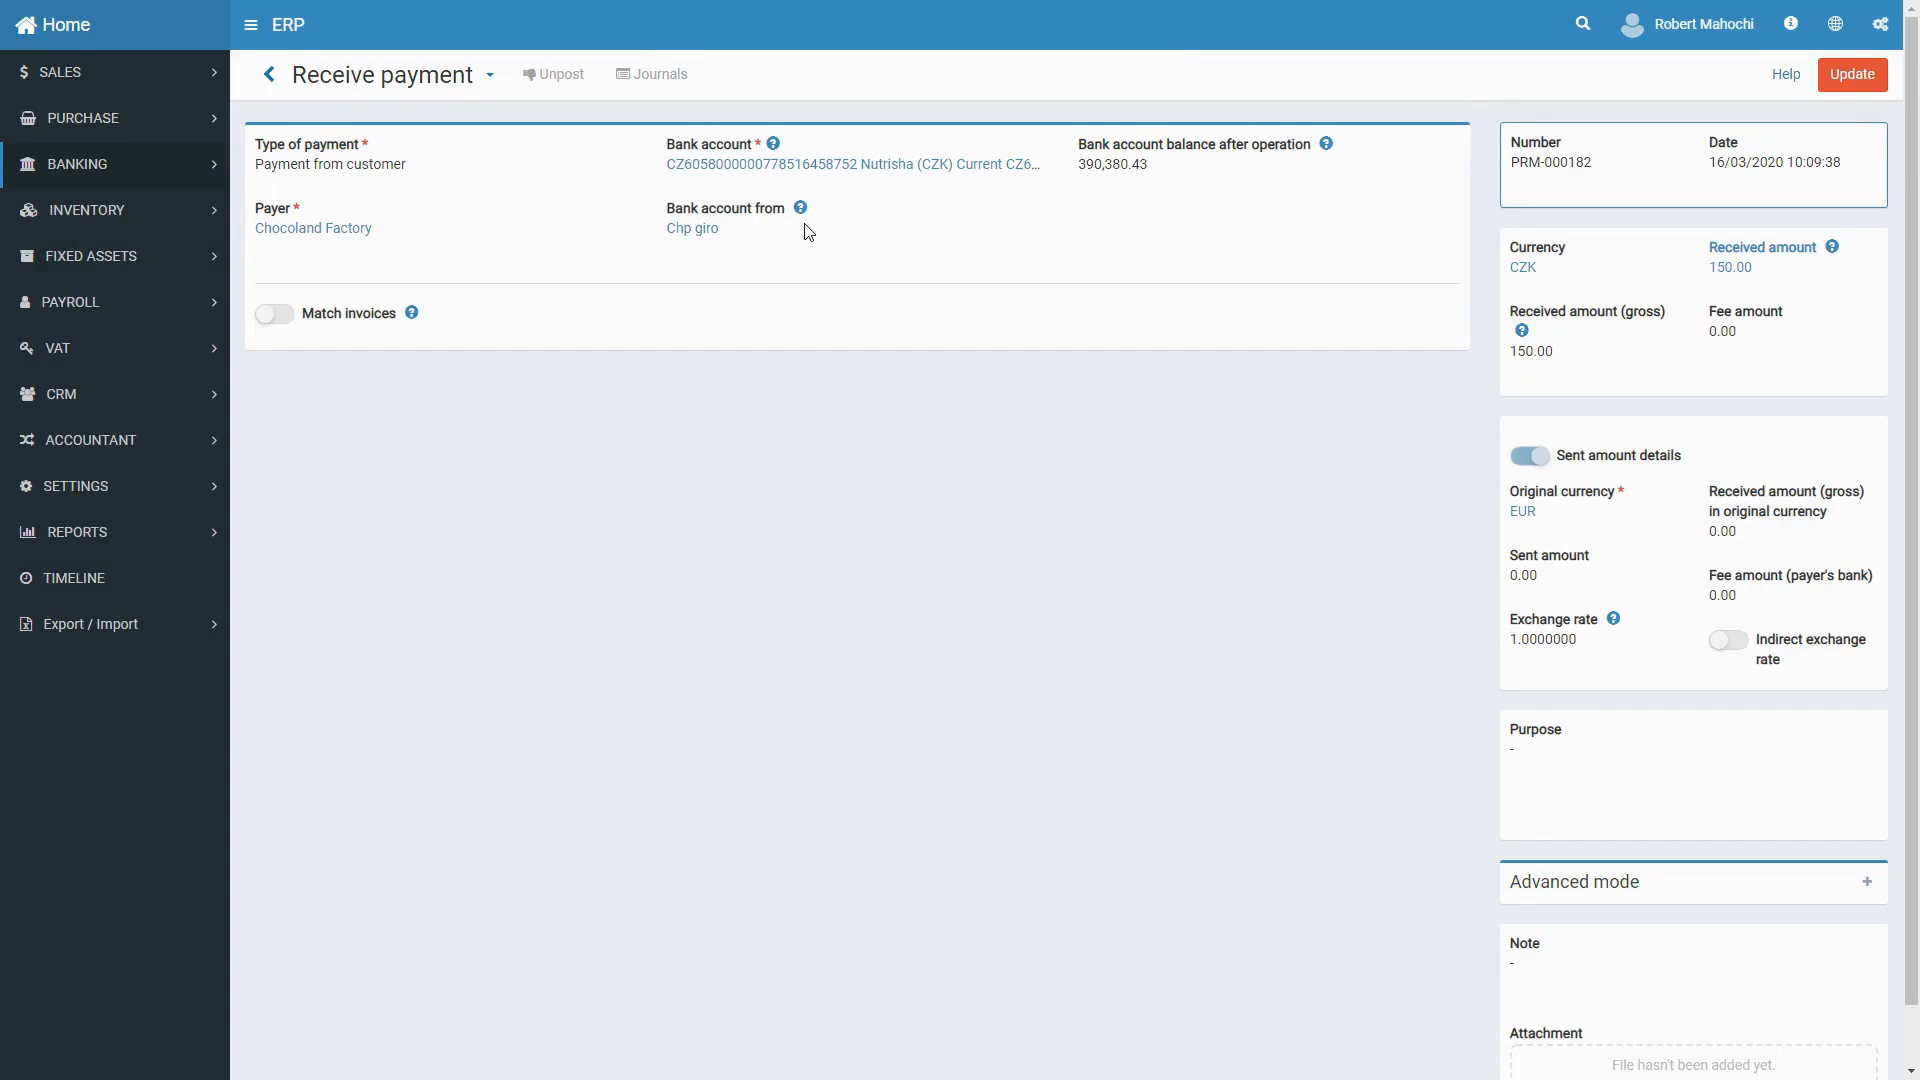 Home
ERP
Robert Mahochi
SALES
PURCHASE
BANKING
INVENTORY
FIXED ASSETS
PAYROLL
VAT
CRM
ACCOUNTANT
SETTINGS
REPORTS
TIMELINE
Export / Import
Receive payment
Unpost
Journals
Help
Update
Type of payment *
Payment from customer
Bank account *
CZ6058000000778516458752 Nutrisha (CZK) Current CZ6...
Bank account balance after operation
390,380.43
Payer *
Chocoland Factory
Bank account from
Chp giro
Match invoices
Number
PRM-000182
Date
16/03/2020 10:09:38
Currency
CZK
Received amount
150.00
Received amount (gross)
150.00
Fee amount
0.00
Sent amount details
Original currency *
EUR
Received amount (gross)
in original currency
0.00
Sent amount
0.00
Fee amount (payer's bank)
0.00
Exchange rate
1.0000000
Indirect exchange
rate
Purpose
-
Advanced mode
+
Note
-
Attachment
File hasn't been added yet.